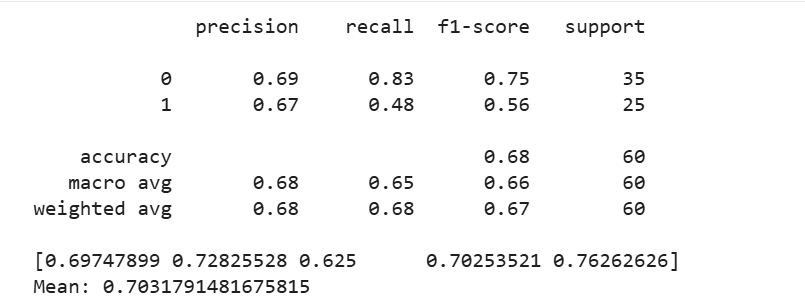 precision recall f1-score support
0 0.69 0.83 0.75 35
1 0.67 0.48 0.56 25
accuracy 0.68 60
macro avg 0.68 0.65 0.66 60
weighted avg 0.68 0.68 0.67 60
[0.69747899 0.72825528 0.625 0.70253521 0.76262626]
Mean: 0.7031791481675815